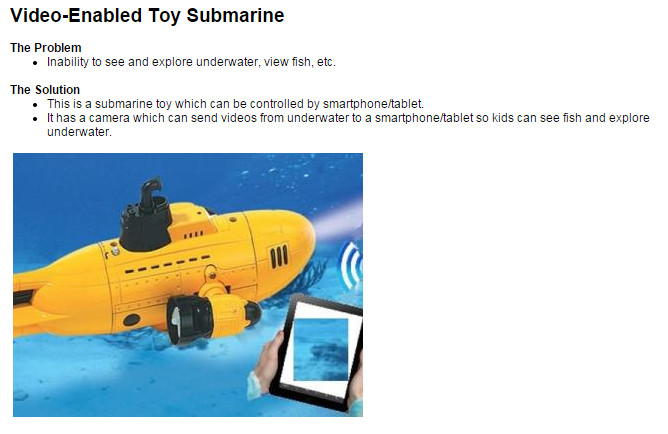 Video-Enabled Toy Submarine
The Problem
• Inability to see and explore underwater, view fish, etc.
The Solution
• This is a submarine toy which can be controlled by smartphone/tablet.
• It has a camera which can send videos from underwater to a smartphone/tablet so kids can see fish and explore
underwater.